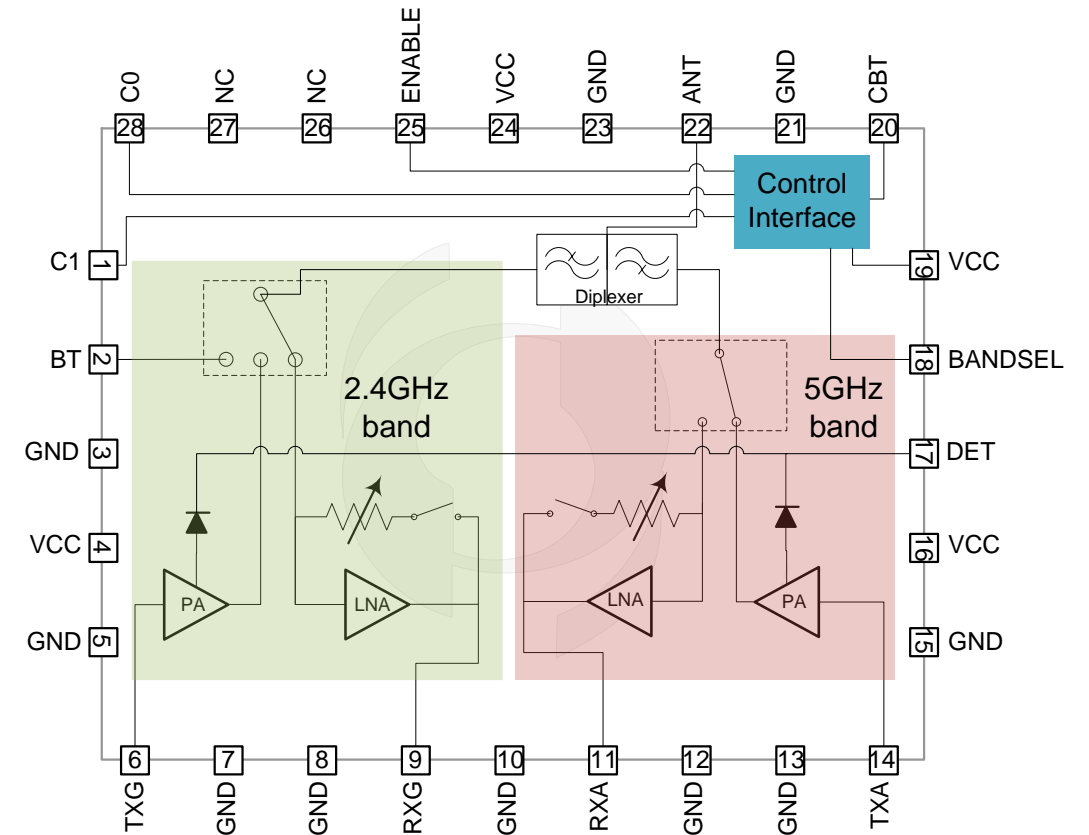 C0
NC
NC
ENABLE
VCC
GND
ANT
GND
CBT
28
27
26
25
24
23
22
21
20
Control
Interface
C1
1
19
VCC
Diplexer
BT
2
18
BANDSEL
2.4GHz
band
5GHz
band
GND
3
17
DET
VCC
4
16
VCC
PA
LNA
LNA
PA
GND
5
15
GND
6
7
8
9
10
11
12
13
14
TXG
GND
GND
RXG
GND
RXA
GND
GND
TXA